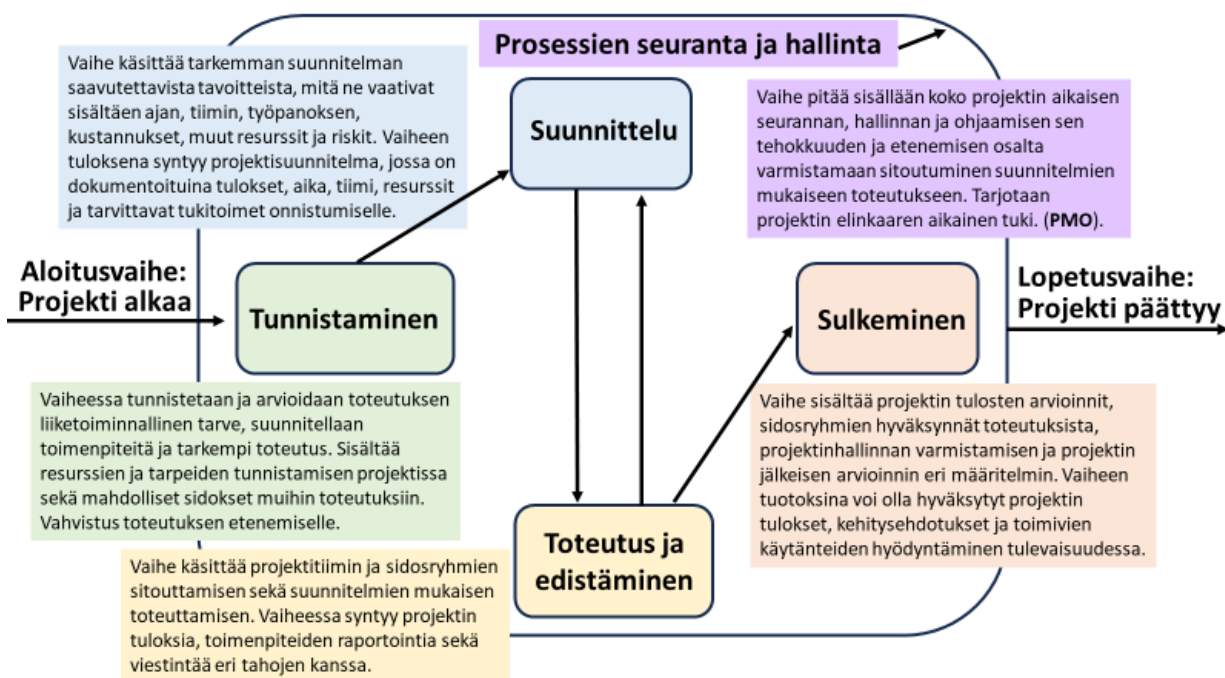 Prosessien seuranta ja hallinta
Vaihe käsittää tarkemman suunnitelman
saavutettavista tavoitteista, mitä ne vaativat
sisältäen ajan, tiimin, työpanoksen,
kustannukset, muut resurssit ja riskit. Vaiheen
tuloksena syntyy projektisuunnitelma, jossa on
dokumentoituina tulokset, aika, tiimi, resurssit
ja tarvittavat tukitoimet onnistumiselle.
Suunnittelu
Vaihe pitää sisällään koko projektin aikaisen
seurannan, hallinnan ja ohjaamisen sen
tehokkuuden ja etenemisen osalta
varmistamaan sitoutuminen suunnitelmien
mukaiseen toteutukseen. Tarjotaan
projektin elinkaaren aikainen tuki. (PMO).
Aloitusvaihe:
Projekti alkaa
Tunnistaminen
Sulkeminen
Lopetusvaihe:
Projekti päättyy
Vaiheessa tunnistetaan ja arvioidaan toteutuksen
liiketoiminnallinen tarve, suunnitellaan
toimenpiteitä ja tarkempi toteutus. Sisältää
resurssien ja tarpeiden tunnistamisen projektissa
sekä mahdolliset sidokset muihin toteutuksiin.
Vahvistus toteutuksen etenemiselle.
Vaihe sisältää projektin tulosten arvioinnit,
sidosryhmien hyväksynnät toteutuksista,
projektinhallinnan varmistamisen ja projektin
jälkeisen arvioinnin eri määritelmin. Vaiheen
tuotoksina voi olla hyväksytyt projektin
tulokset, kehitysehdotukset ja toimivien
käytänteiden hyödyntäminen tulevaisuudessa.
Toteutus ja
edistäminen
Vaihe käsittää projektitiimin ja sidosryhmien
sitouttamisen sekä suunnitelmien mukaisen
toteuttamisen. Vaiheessa syntyy projektin
tuloksia, toimenpiteiden raportointia sekä
viestintää eri tahojen kanssa.